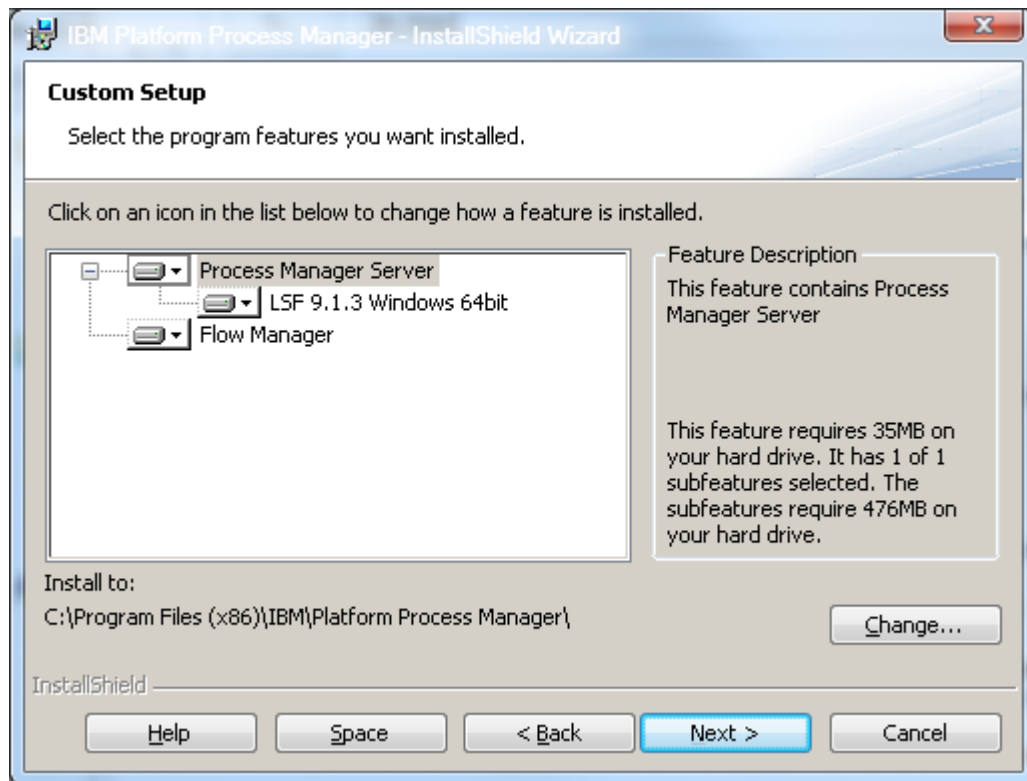 IBM Platform Process Manager - InstallShield Wizard
Custom Setup
Select the program features you want installed.
Click on an icon in the list below to change how a feature is installed.
Process Manager Server
LSF 9.1.3 Windows 64bit
Flow Manager
Feature Description
This feature contains Process
Manager Server
This feature requires 35MB on
your hard drive. It has 1 of 1
subfeatures selected. The
subfeatures require 476MB on
your hard drive.
Install to:
C:\Program Files (x86)\IBM\Platform Process Manager\
Change...
InstallShield
Help
Space
< Back
Next >
Cancel